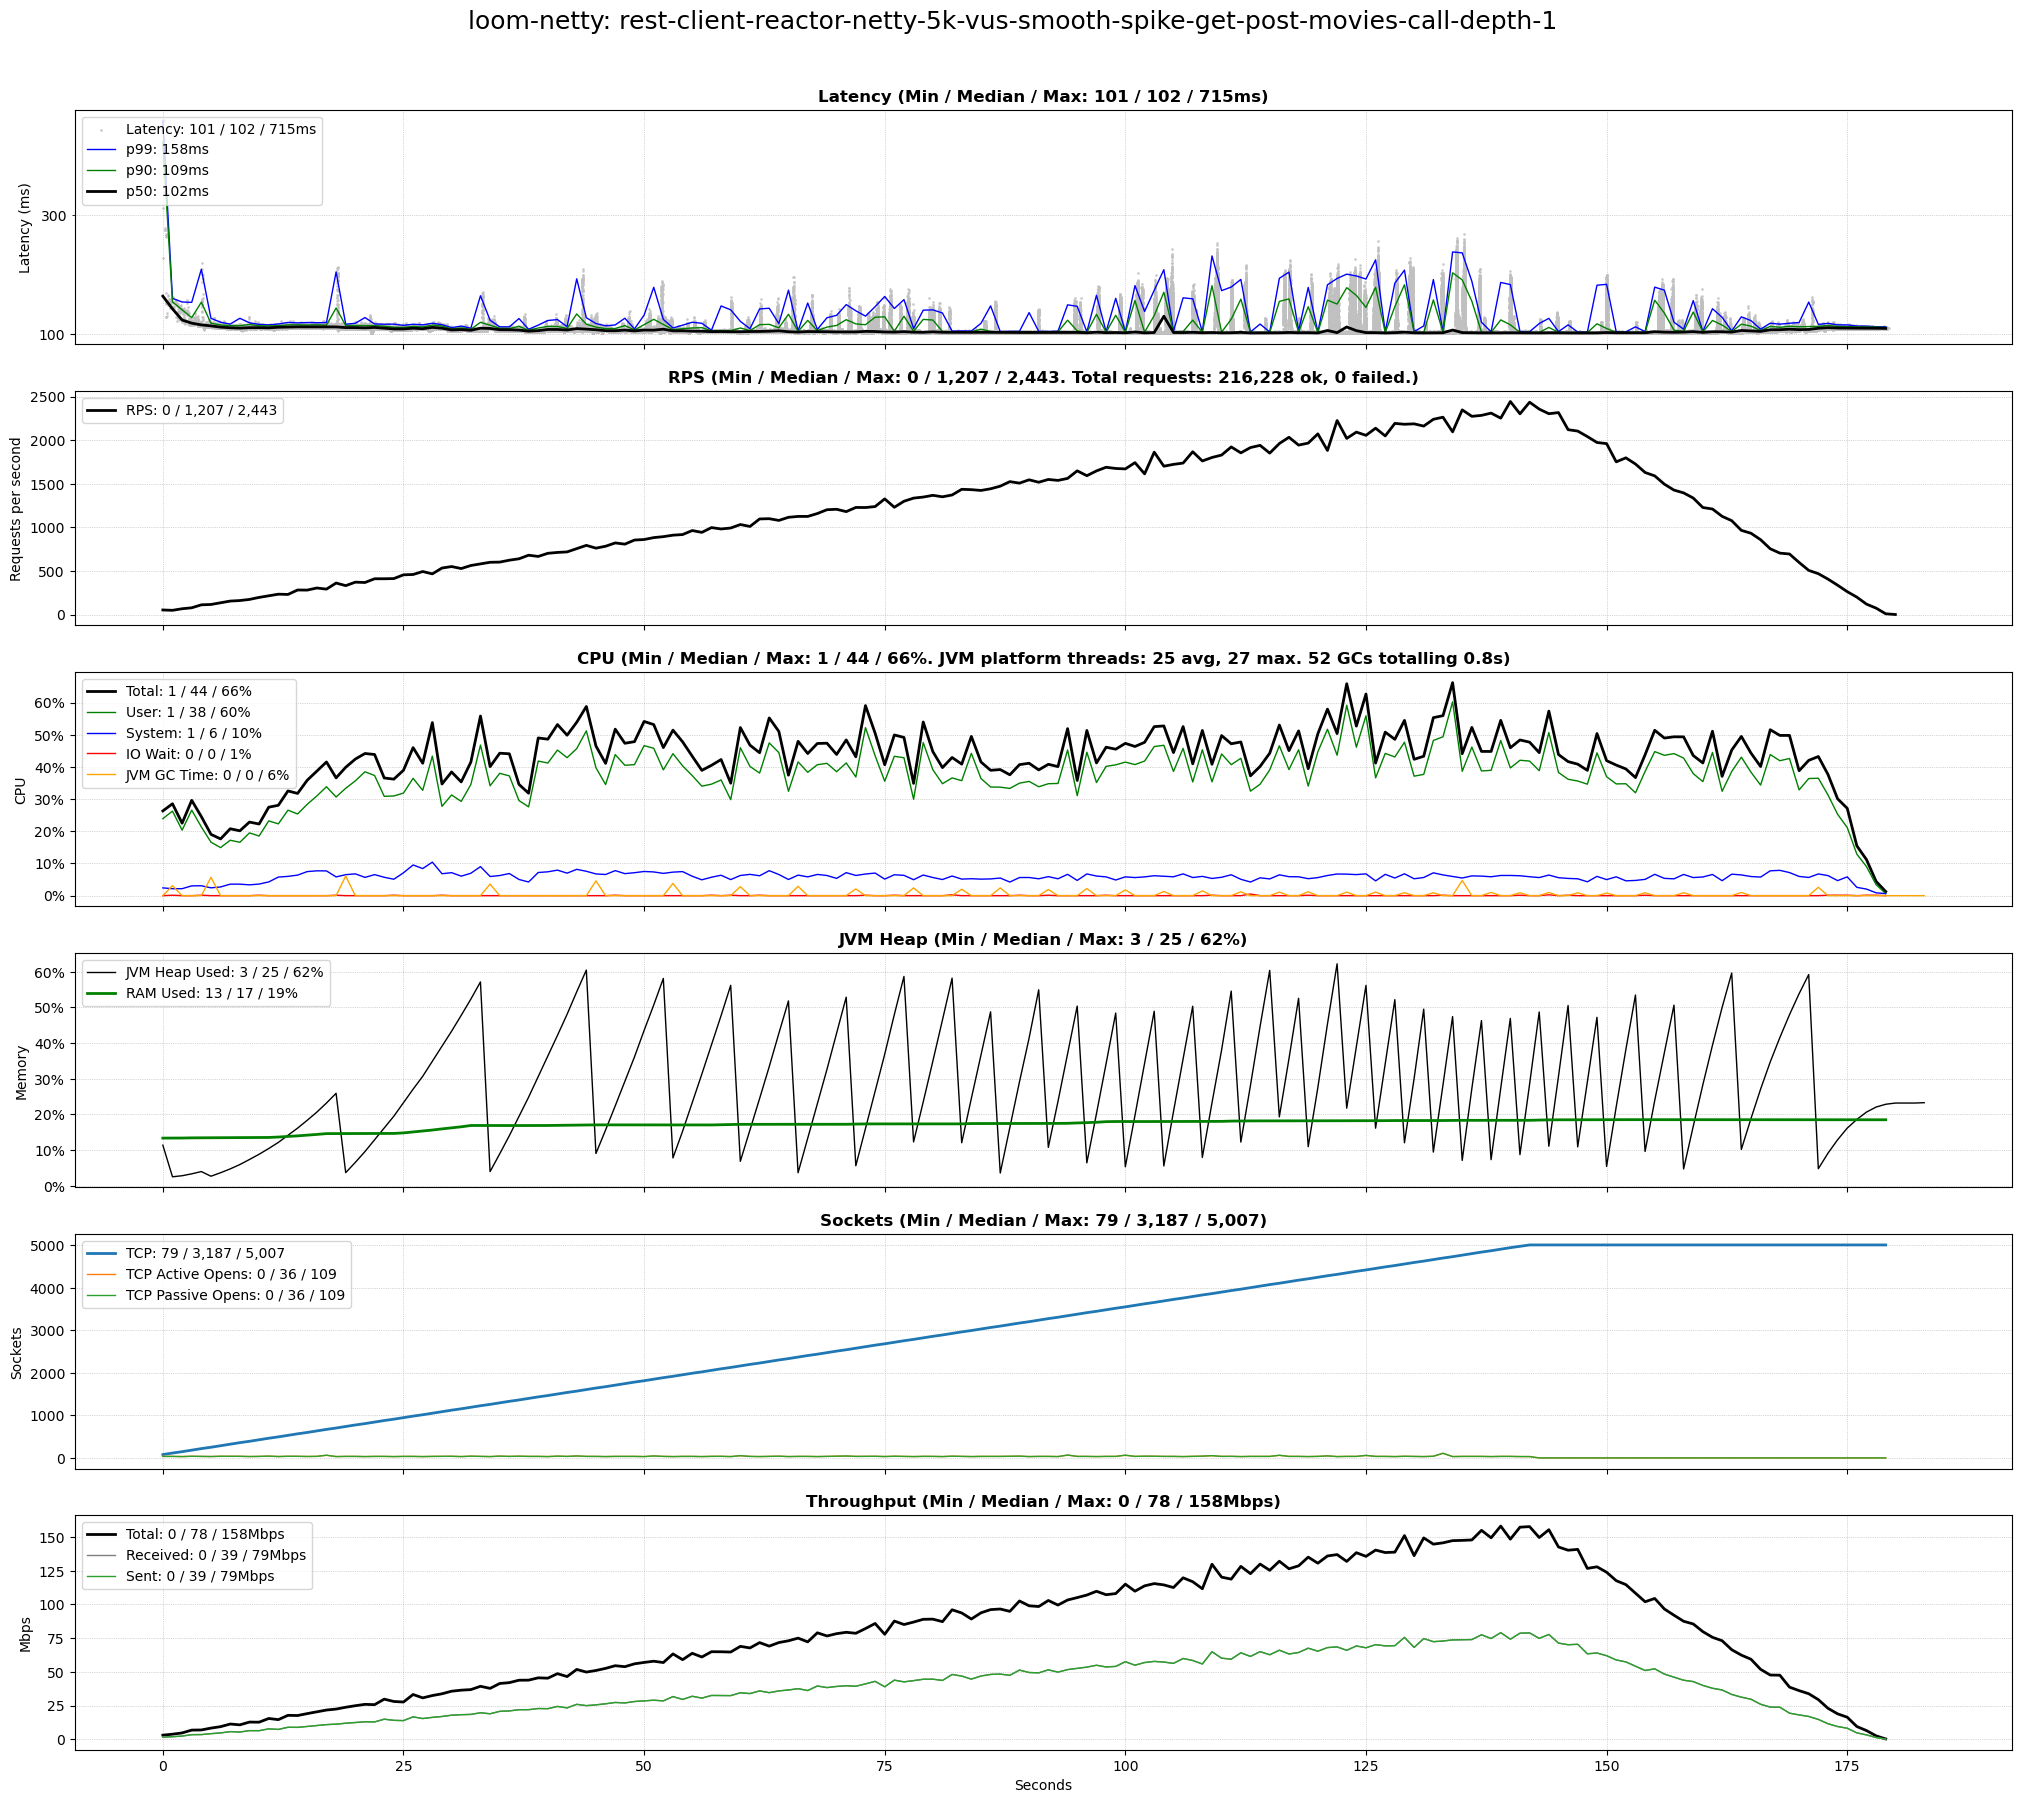 loom-netty: rest-client-reactor-netty-5k-vus-smooth-spike-get-post-movies-call-depth-1
Latency (Min / Median / Max: 101 / 102 / 715ms)
Latency: 101 / 102 / 715ms
p99: 158ms
p90: 109ms
p50: 102ms
Latency (ms)
300
100
RPS (Min / Median / Max: 0 / 1,207 / 2,443. Total requests: 216,228 ok, 0 failed.)
RPS: 0 / 1,207 / 2,443
Requests per second
2500
2000
1500
1000
500
0
CPU (Min / Median / Max: 1 / 44 / 66%. JVM platform threads: 25 avg, 27 max. 52 GCs totalling 0.8s)
Total: 1 / 44 / 66%
User: 1 / 38 / 60%
System: 1 / 6 / 10%
IO Wait: 0 / 0 / 1%
JVM GC Time: 0 / 0 / 6%
CPU
60%
50%
40%
30%
20%
10%
0%
JVM Heap (Min / Median / Max: 3 / 25 / 62%)
JVM Heap Used: 3 / 25 / 62%
RAM Used: 13 / 17 / 19%
Memory
60%
50%
40%
30%
20%
10%
0%
Sockets (Min / Median / Max: 79 / 3,187 / 5,007)
TCP: 79 / 3,187 / 5,007
TCP Active Opens: 0 / 36 / 109
TCP Passive Opens: 0 / 36 / 109
Sockets
5000
4000
3000
2000
1000
0
Throughput (Min / Median / Max: 0 / 78 / 158Mbps)
Total: 0 / 78 / 158Mbps
Received: 0 / 39 / 79Mbps
Sent: 0 / 39 / 79Mbps
Mbps
150
125
100
75
50
25
0
0 25 50 75 100 125 150 175
Seconds